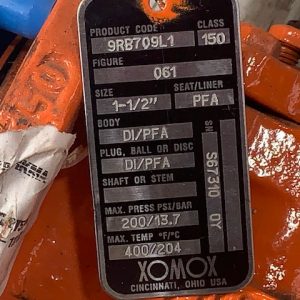 PRODUCT CODE CLASS
9RB709L1 150
FIGURE
061
SIZE SEAT/LINER
1-1/2" PFA
BODY
DI/PFA
PLUG, BALL OR DISC
DI/PFA
SHAFT OR STEM
MAX. PRESS PSI/BAR
200/13.7
MAX. TEMP °F/°C
400/204
SN
S67310 OY
XOMOX
CINCINNATI, OHIO USA